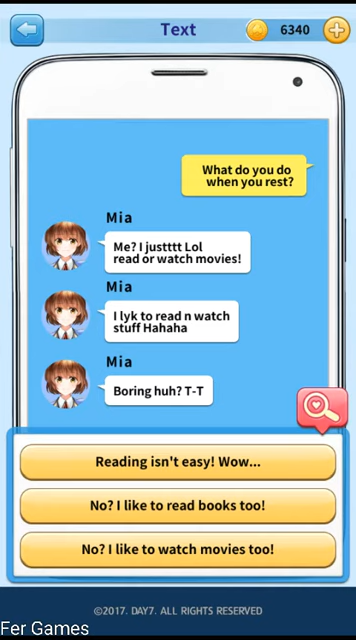 Text
6340
What do you do
when you rest?
Mia
Me? I justttt Lol
read or watch movies!
Mia
I lyk to read n watch
stuff Hahaha
Mia
Boring huh? T-T
Reading isn't easy! Wow...
No? I like to read books too!
No? I like to watch movies too!
©2017. DAY7. ALL RIGHTS RESERVED
Fer Games